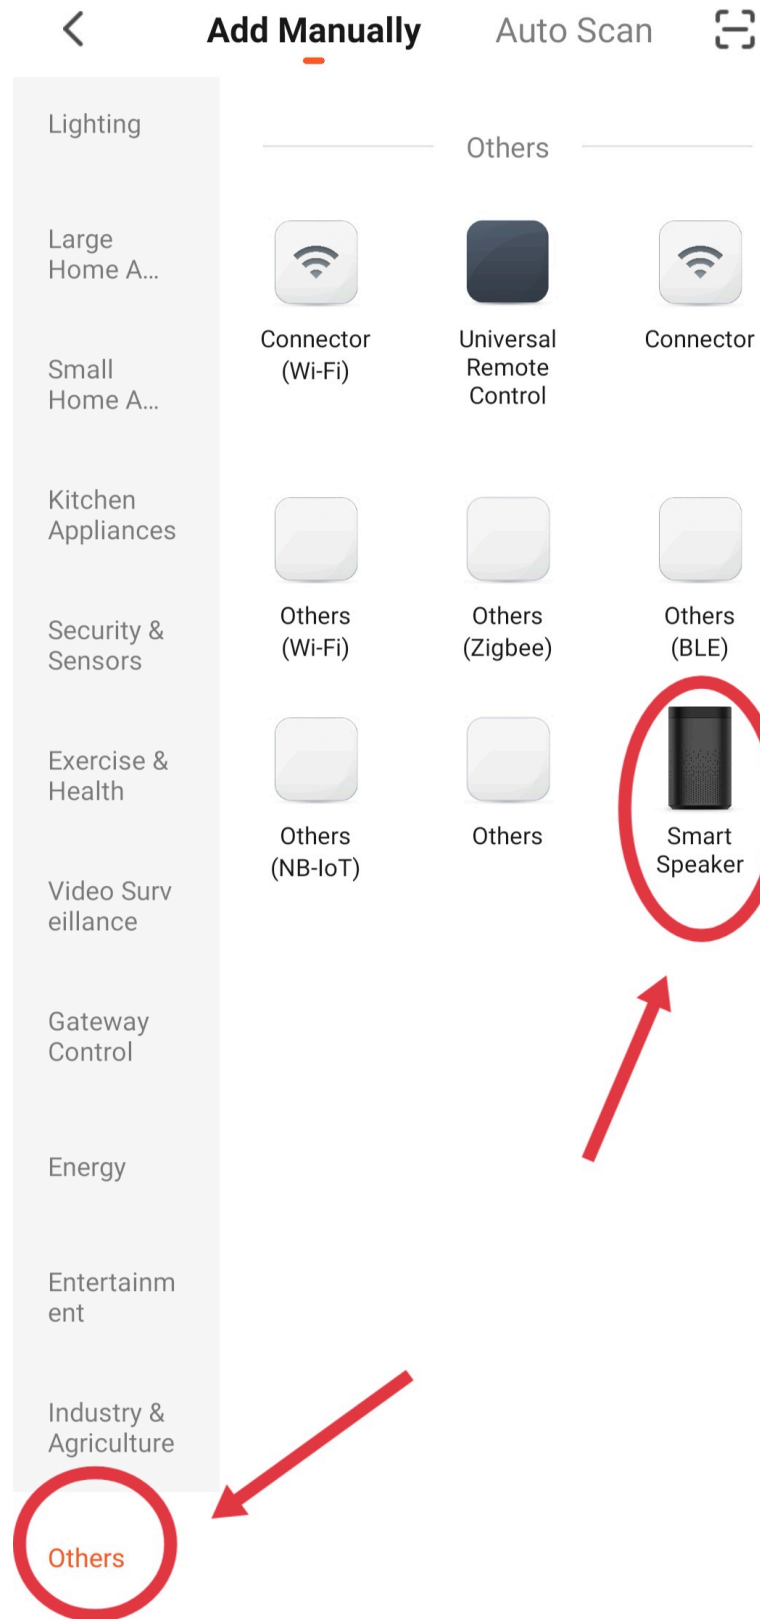 Add Manually
Auto Scan
Lighting
Large
Home A...
Small
Home A...
Kitchen
Appliances
Security &
Sensors
Exercise &
Health
Video Surv
eillance
Gateway
Control
Energy
Entertainm
ent
Industry &
Agriculture
Others
Others
Connector
(Wi-Fi)
Universal
Remote
Control
Connector
Others
(Wi-Fi)
Others
(Zigbee)
Others
(BLE)
Others
(NB-IoT)
Others
Smart
Speaker